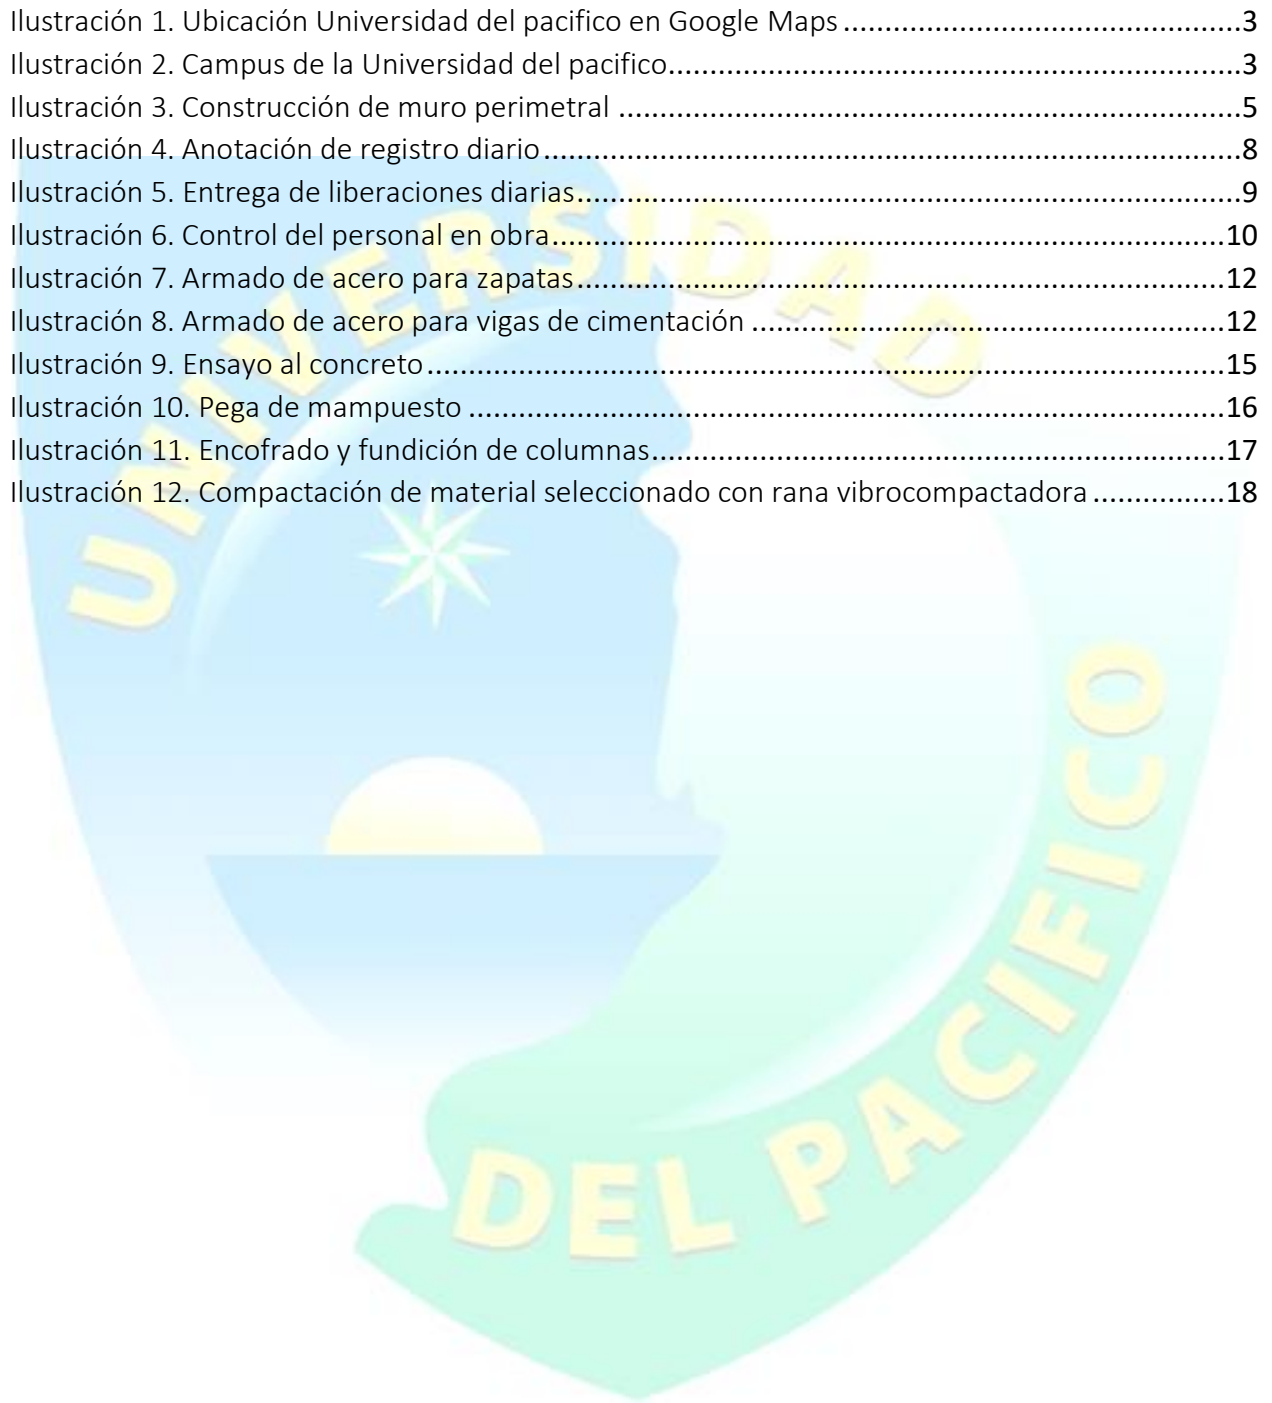 Ilustración 1. Ubicación Universidad del pacifico en Google Maps ............................................3
Ilustración 2. Campus de la Universidad del pacifico....................................................................3
Ilustración 3. Construcción de muro perimetral ..........................................................................5
Ilustración 4. Anotación de registro diario...................................................................................8
Ilustración 5. Entrega de liberaciones diarias...............................................................................9
Ilustración 6. Control del personal en obra................................................................................10
Ilustración 7. Armado de acero para zapatas.............................................................................12
Ilustración 8. Armado de acero para vigas de cimentación .......................................................12
Ilustración 9. Ensayo al concreto...............................................................................................15
Ilustración 10. Pega de mampuesto ..........................................................................................16
Ilustración 11. Encofrado y fundición de columnas....................................................................17
Ilustración 12. Compactación de material seleccionado con rana vibrocompactadora ................18
UNIVERSIDAD
DEL PACIFICO